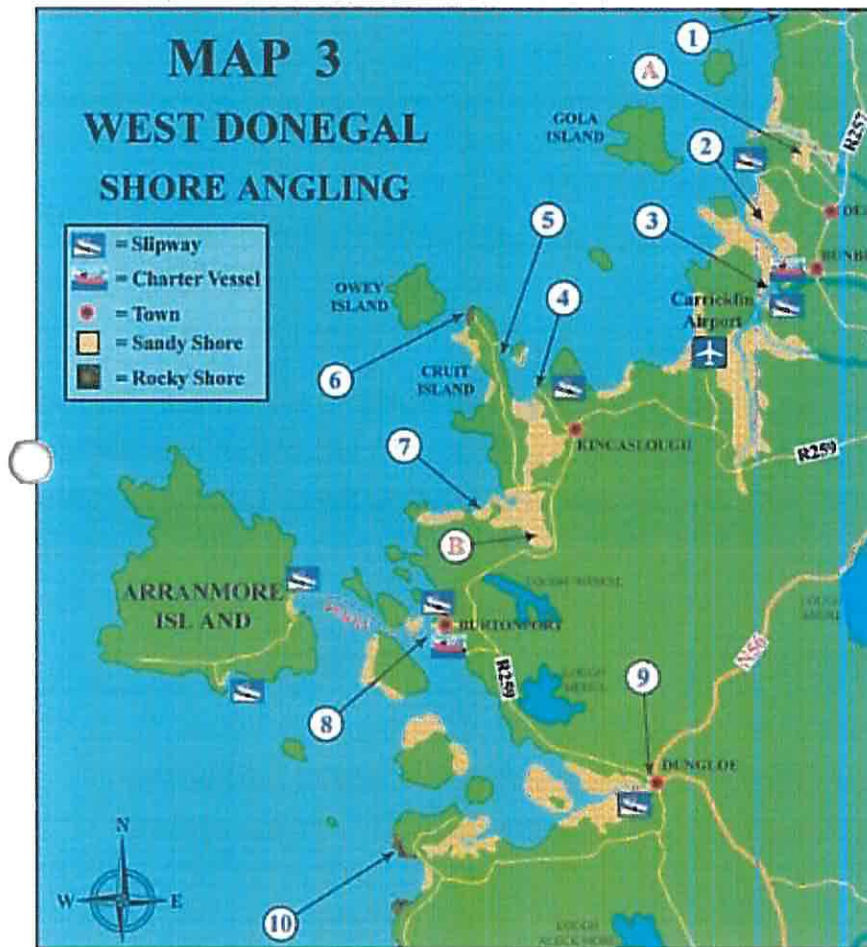 MAP 3
WEST DONEGAL
SHORE ANGLING
= Slipway
= Charter Vessel
= Town
= Sandy Shore
= Rocky Shore
1
A
GOLA
ISLAND
2
R257
3
5
OWEY
ISLAND
4
Carrickfin
Airport
6
CRUIT
ISLAND
7
KINCASLOUGH
R259
B
ARRANMORE
ISLAND
BURTONPORT
8
R259
N56
9
DUNGLOE
10
N
W
E
S
LOUGH